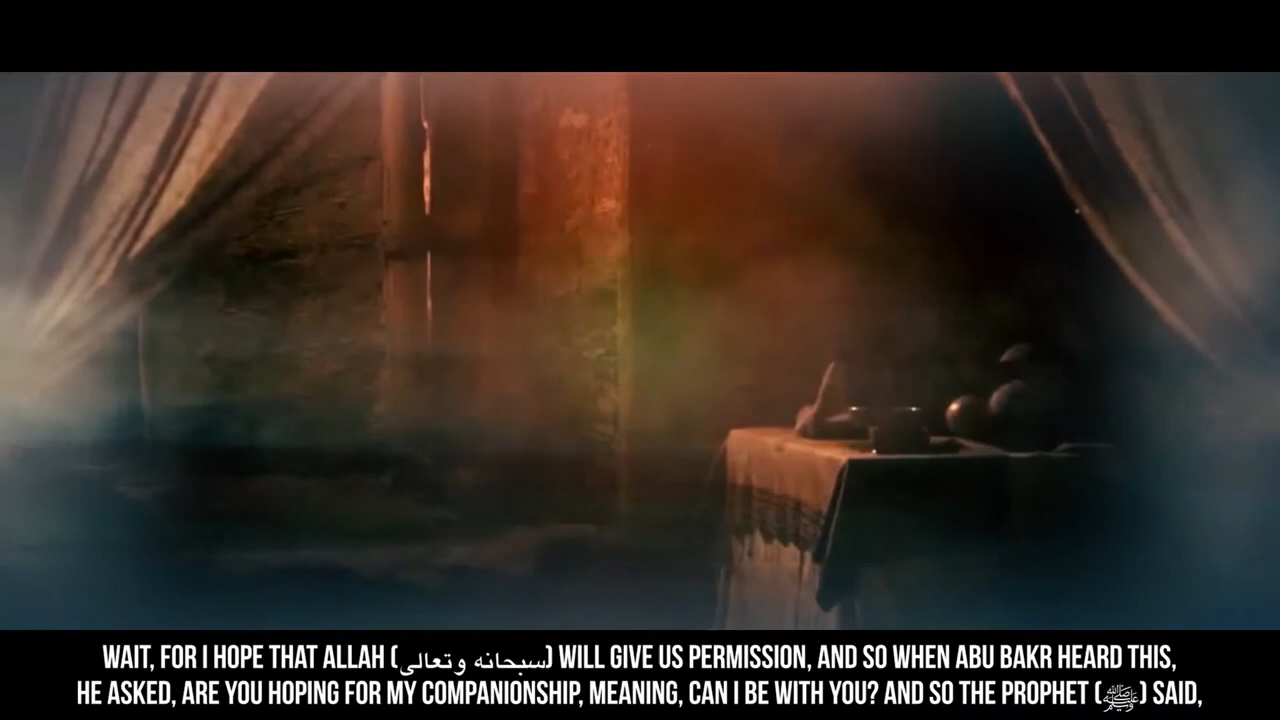 WAIT, FOR I HOPE THAT ALLAH (سبحانه وتعالى) WILL GIVE US PERMISSION, AND SO WHEN ABU BAKR HEARD THIS,
HE ASKED, ARE YOU HOPING FOR MY COMPANIONSHIP, MEANING, CAN I BE WITH YOU? AND SO THE PROPHET (ﷺ) SAID,